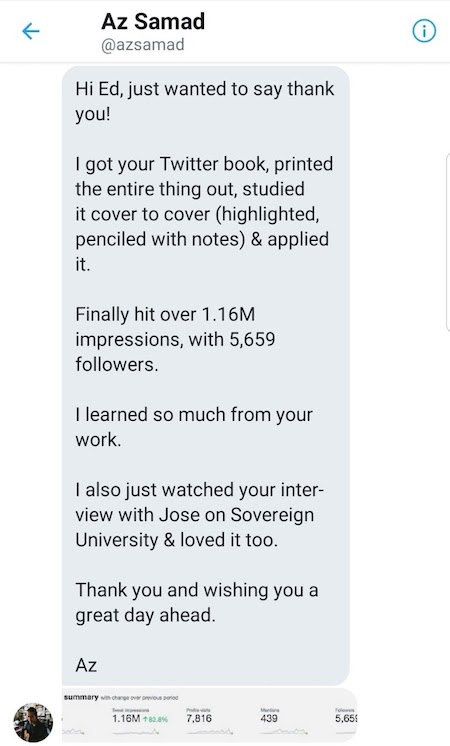 Az Samad
@azsamad
Hi Ed, just wanted to say thank
you!
I got your Twitter book, printed
the entire thing out, studied
it cover to cover (highlighted,
penciled with notes) & applied
it.
Finally hit over 1.16M
impressions, with 5,659
followers.
I learned so much from your
work.
I also just watched your inter-
view with Jose on Sovereign
University & loved it too.
Thank you and wishing you a
great day ahead.
Az
summary with change over previous period
Tweet impressions Profile visits Mentions Followers
1.16M ↑82.8% 7,816 439 5,659